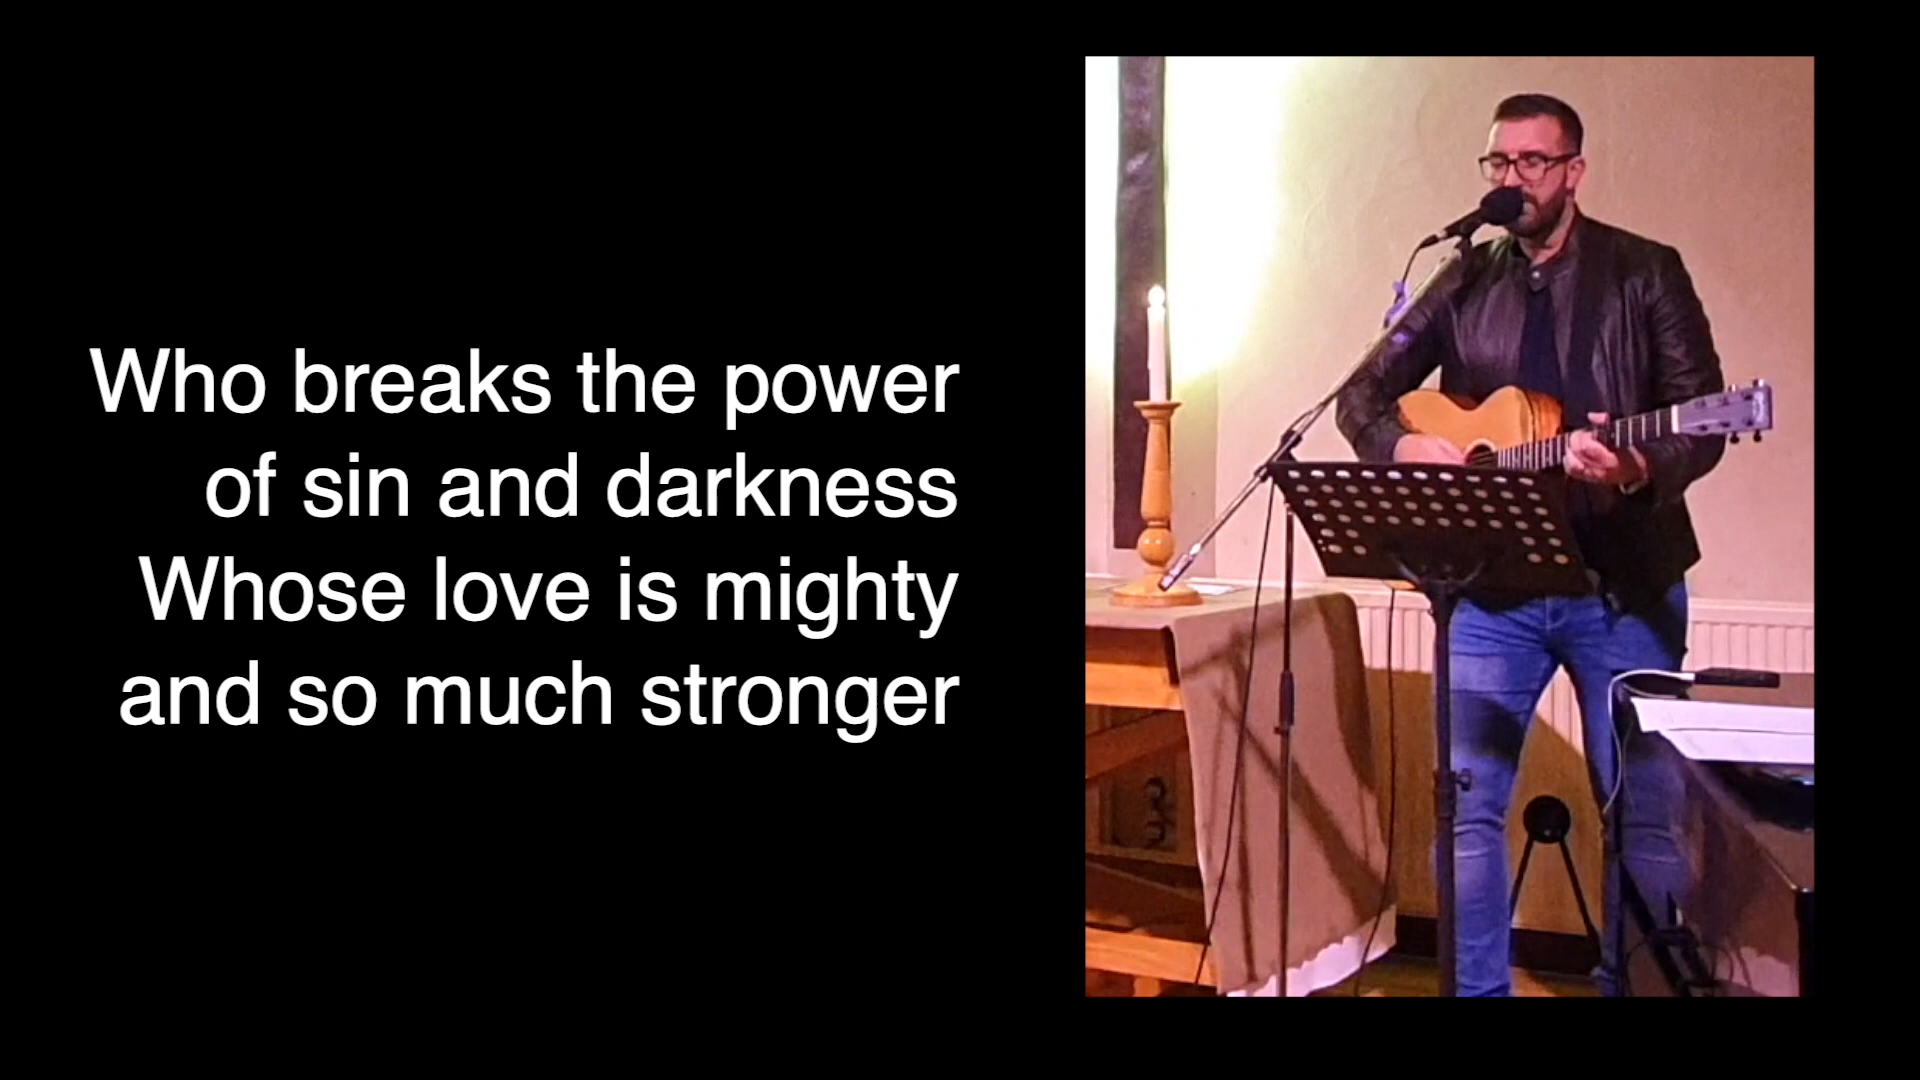 Who breaks the power
of sin and darkness
Whose love is mighty
and so much stronger